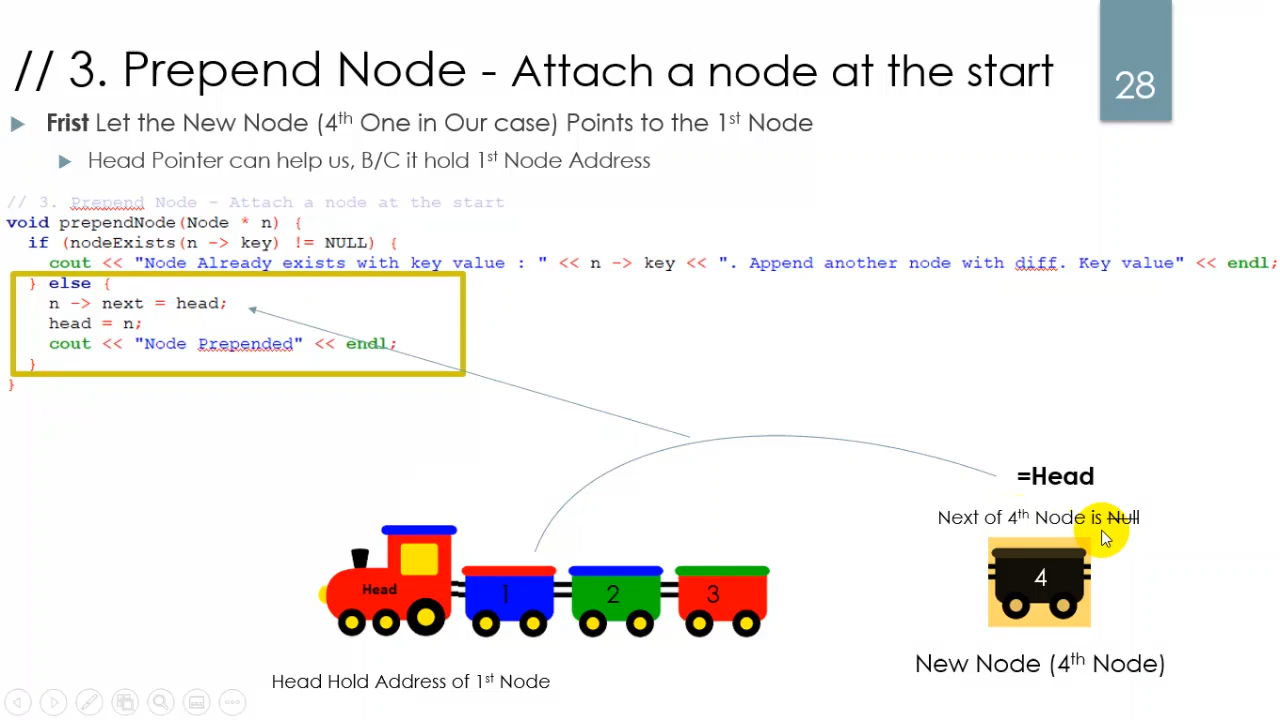 // 3. Prepend Node - Attach a node at the start
28
Frist Let the New Node (4th One in Our case) Points to the 1st Node
Head Pointer can help us, B/C it hold 1st Node Address
// 3. Prepend Node - Attach a node at the start
void prependNode(Node * n) {
if (nodeExists(n -> key) != NULL) {
cout << "Node Already exists with key value : " << n -> key << ". Append another node with diff. Key value" << endl;
} else {
n -> next = head;
head = n;
cout << "Node Prepended" << endl;
}
}
=Head
Next of 4th Node is Null
Head
1
2
3
4
New Node (4th Node)
Head Hold Address of 1st Node